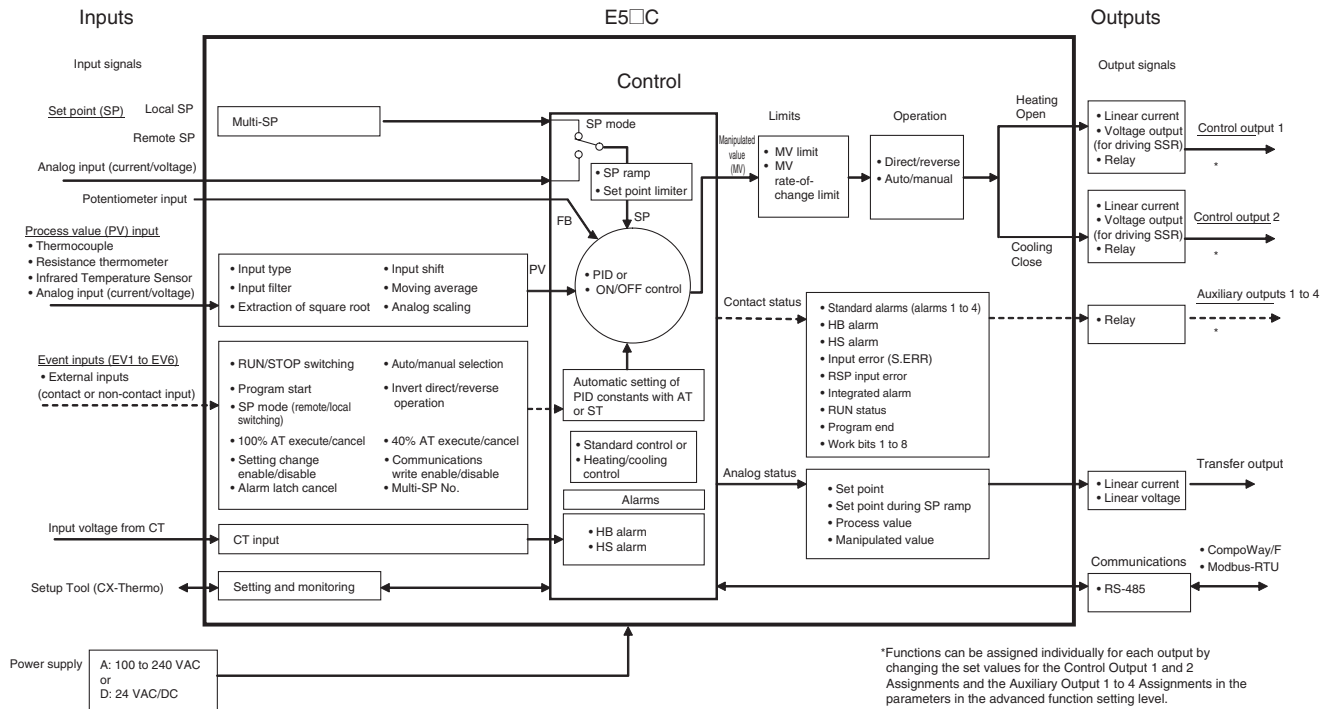 Inputs
E5□C
Outputs
Input signals
Output signals
Control
Set point (SP)
Local SP
Remote SP
Multi-SP
SP mode
Analog input (current/voltage)
• SP ramp
• Set point limiter
Potentiometer input
FB
SP
Manipulated
value
(MV)
Limits
• MV limit
• MV
rate-of-
change limit
Operation
• Direct/reverse
• Auto/manual
Heating
Open
Cooling
Close
• Linear current
• Voltage output
(for driving SSR)
• Relay
Control output 1
*
• Linear current
• Voltage output
(for driving SSR)
• Relay
Control output 2
*
Process value (PV) input
• Thermocouple
• Resistance thermometer
• Infrared Temperature Sensor
• Analog input (current/voltage)
• Input type
• Input filter
• Extraction of square root
• Input shift
• Moving average
• Analog scaling
PV
• PID or
• ON/OFF control
Contact status
• Standard alarms (alarms 1 to 4)
• HB alarm
• HS alarm
• Input error (S.ERR)
• RSP input error
• Integrated alarm
• RUN status
• Program end
• Work bits 1 to 8
• Relay
Auxiliary outputs 1 to 4
*
Event inputs (EV1 to EV6)
• External inputs
(contact or non-contact input)
• RUN/STOP switching
• Program start
• SP mode (remote/local
switching)
• 100% AT execute/cancel
• Setting change
enable/disable
• Alarm latch cancel
• Auto/manual selection
• Invert direct/reverse
operation
• 40% AT execute/cancel
• Communications
write enable/disable
• Multi-SP No.
Automatic setting of
PID constants with AT
or ST
• Standard control or
• Heating/cooling
control
Alarms
• HB alarm
• HS alarm
Analog status
• Set point
• Set point during SP ramp
• Process value
• Manipulated value
• Linear current
• Linear voltage
Transfer output
Input voltage from CT
CT input
Setup Tool (CX-Thermo)
Setting and monitoring
Communications
• RS-485
• CompoWay/F
• Modbus-RTU
Power supply
A: 100 to 240 VAC
or
D: 24 VAC/DC
*Functions can be assigned individually for each output by
changing the set values for the Control Output 1 and 2
Assignments and the Auxiliary Output 1 to 4 Assignments in the
parameters in the advanced function setting level.